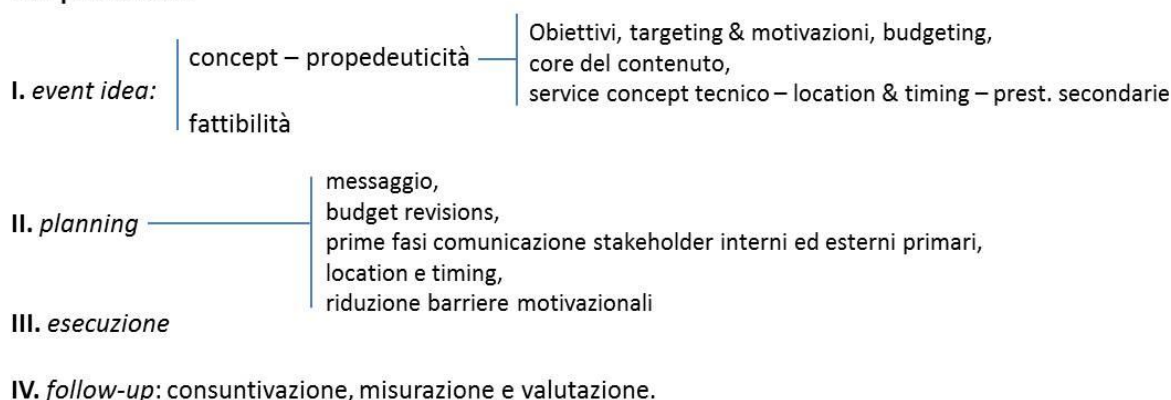 concept – propedeuticità
Obiettivi, targeting & motivazioni, budgeting,
core del contenuto,
service concept tecnico – location & timing – prest. secondarie
I. event idea:
fattibilità
messaggio,
budget revisions,
II. planning
prime fasi comunicazione stakeholder interni ed esterni primari,
location e timing,
riduzione barriere motivazionali
III. esecuzione
IV. follow-up: consuntivazione, misurazione e valutazione.